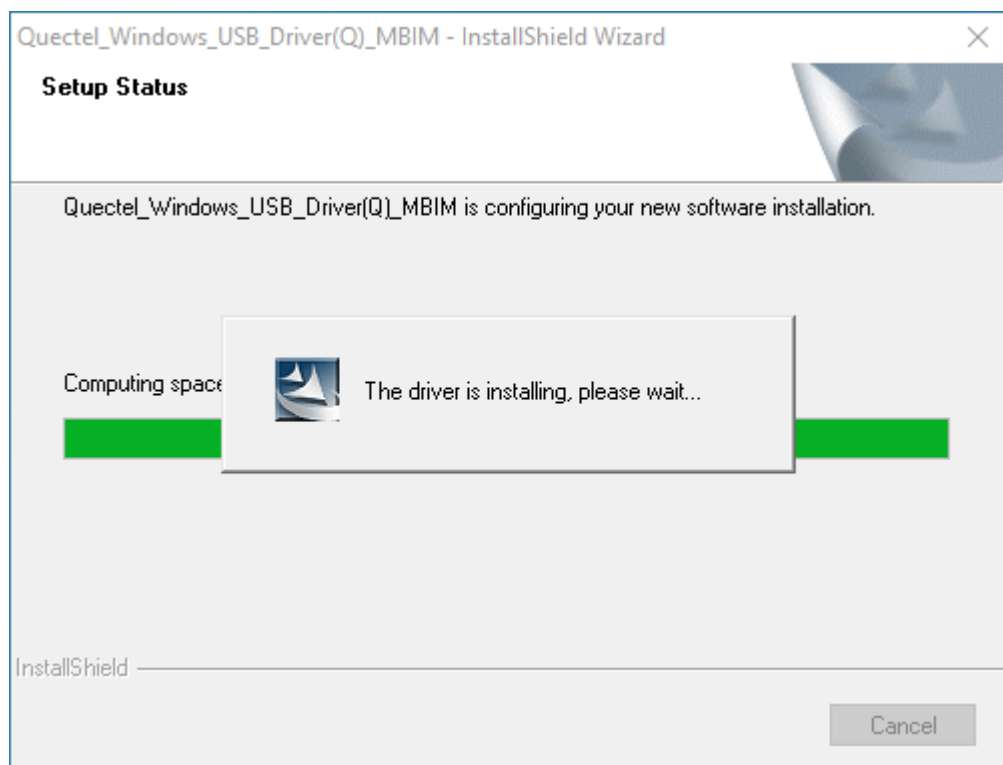 Quectel_Windows_USB_Driver(Q)_MBIM - InstallShield Wizard
Setup Status
Quectel_Windows_USB_Driver(Q)_MBIM is configuring your new software installation.
Computing space
The driver is installing, please wait...
InstallShield
Cancel